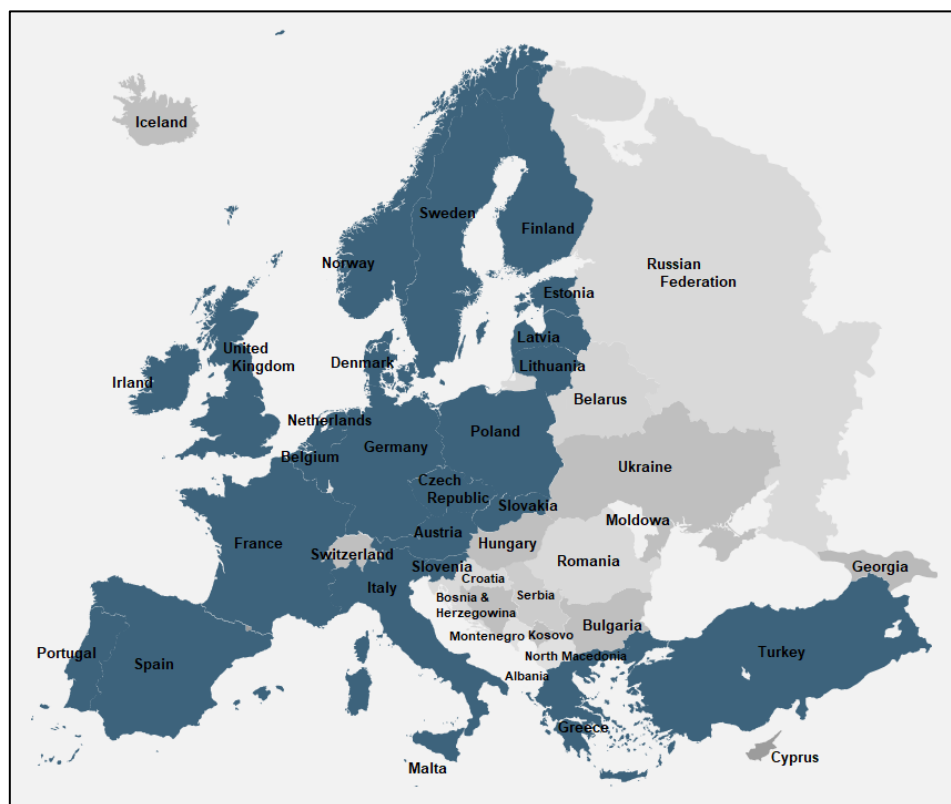 Iceland
Sweden
Finland
Norway
Russian
Federation
Estonia
Latvia
United
Kingdom
Denmark
Lithuania
Irland
Belarus
Netherlands
Poland
Germany
Belgium
Ukraine
Czech
Republic
Slovakia
Moldowa
Austria
France
Hungary
Switzerland
Romania
Slovenia
Georgia
Croatia
Italy
Serbia
Bosnia &
Herzegowina
Bulgaria
Montenegro
Kosovo
Portugal
Spain
Turkey
North Macedonia
Albania
Greece
Cyprus
Malta